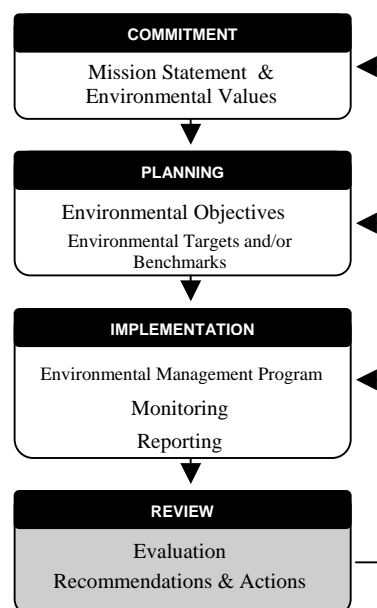 COMMITMENT
Mission Statement &
Environmental Values
PLANNING
Environmental Objectives
Environmental Targets and/or
Benchmarks
IMPLEMENTATION
Environmental Management Program
Monitoring
Reporting
REVIEW
Evaluation
Recommendations & Actions